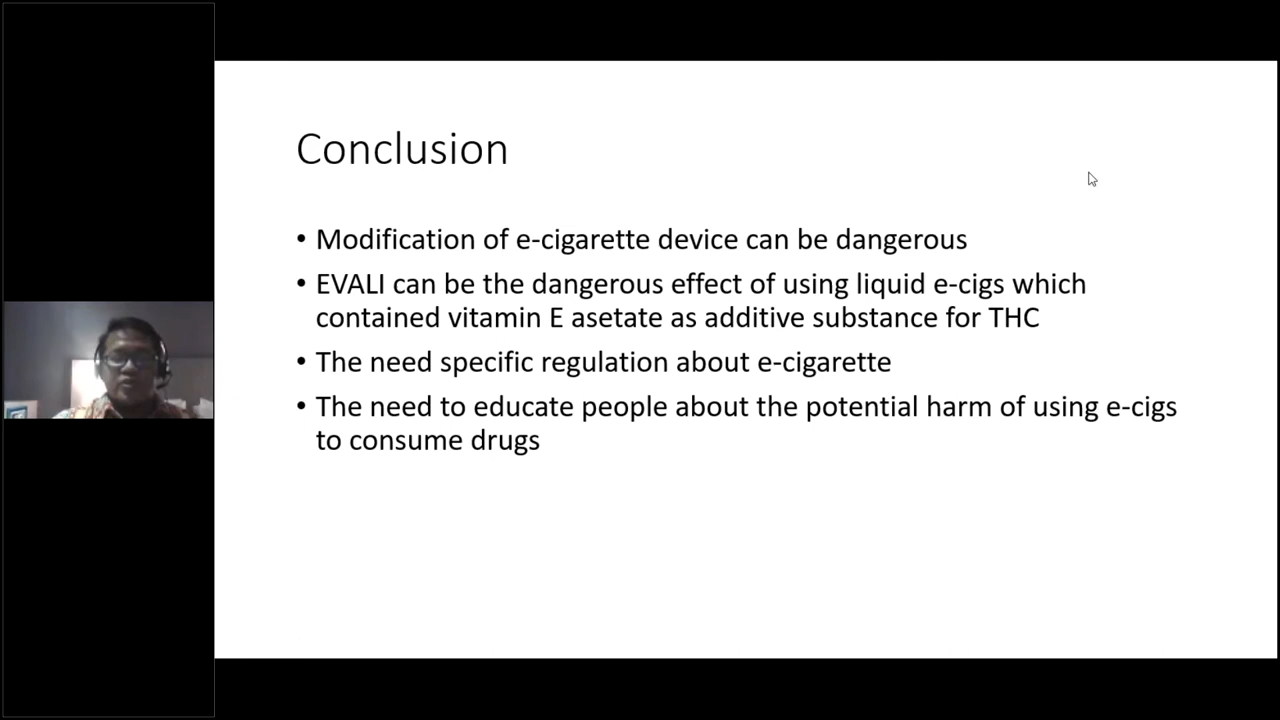 Conclusion
• Modification of e-cigarette device can be dangerous
• EVALI can be the dangerous effect of using liquid e-cigs which
contained vitamin E asetate as additive substance for THC
• The need specific regulation about e-cigarette
• The need to educate people about the potential harm of using e-cigs
to consume drugs